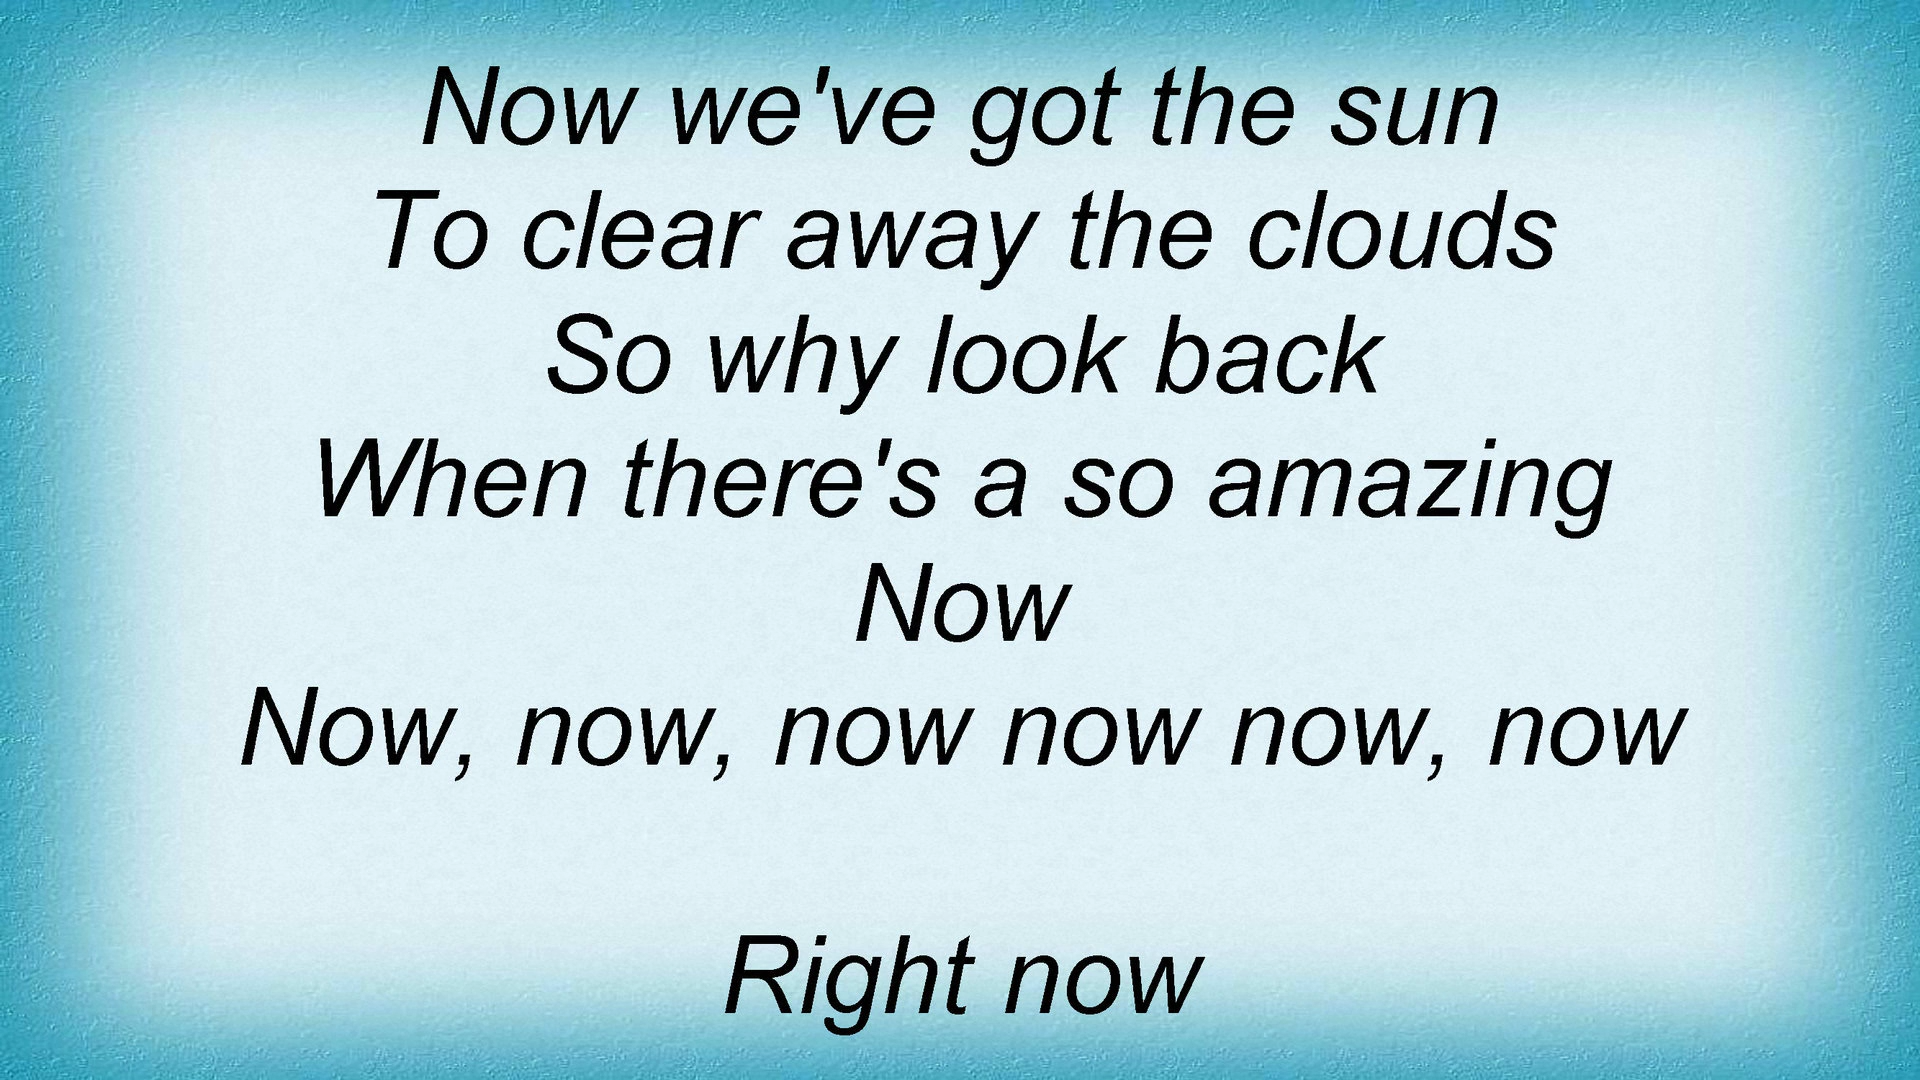 Now we've got the sun
To clear away the clouds
So why look back
When there's a so amazing
Now
Now, now, now now now, now
Right now